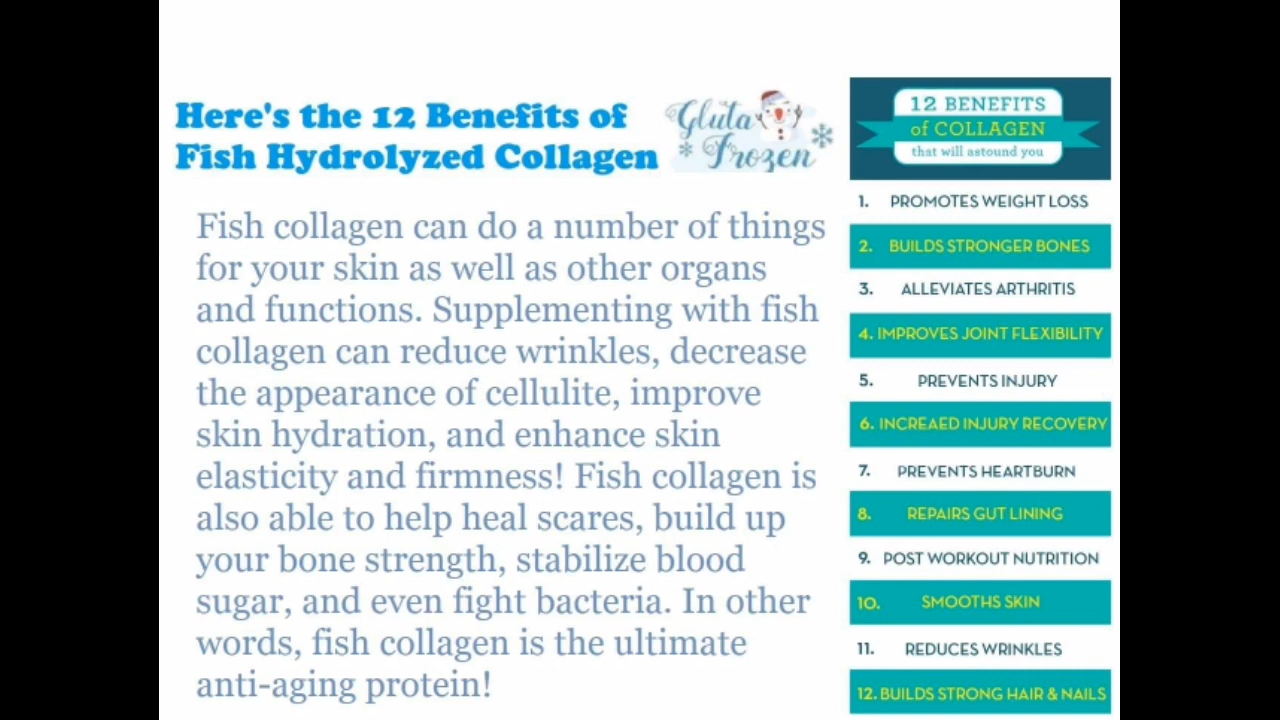 Here's the 12 Benefits of
Fish Hydrolyzed Collagen
Gluta
Frozen
Fish collagen can do a number of things
for your skin as well as other organs
and functions. Supplementing with fish
collagen can reduce wrinkles, decrease
the appearance of cellulite, improve
skin hydration, and enhance skin
elasticity and firmness! Fish collagen is
also able to help heal scares, build up
your bone strength, stabilize blood
sugar, and even fight bacteria. In other
words, fish collagen is the ultimate
anti-aging protein!
12 BENEFITS
of COLLAGEN
that will astound you
1. PROMOTES WEIGHT LOSS
2. BUILDS STRONGER BONES
3. ALLEVIATES ARTHRITIS
4. IMPROVES JOINT FLEXIBILITY
5. PREVENTS INJURY
6. INCREAED INJURY RECOVERY
7. PREVENTS HEARTBURN
8. REPAIRS GUT LINING
9. POST WORKOUT NUTRITION
10. SMOOTHS SKIN
11. REDUCES WRINKLES
12. BUILDS STRONG HAIR & NAILS